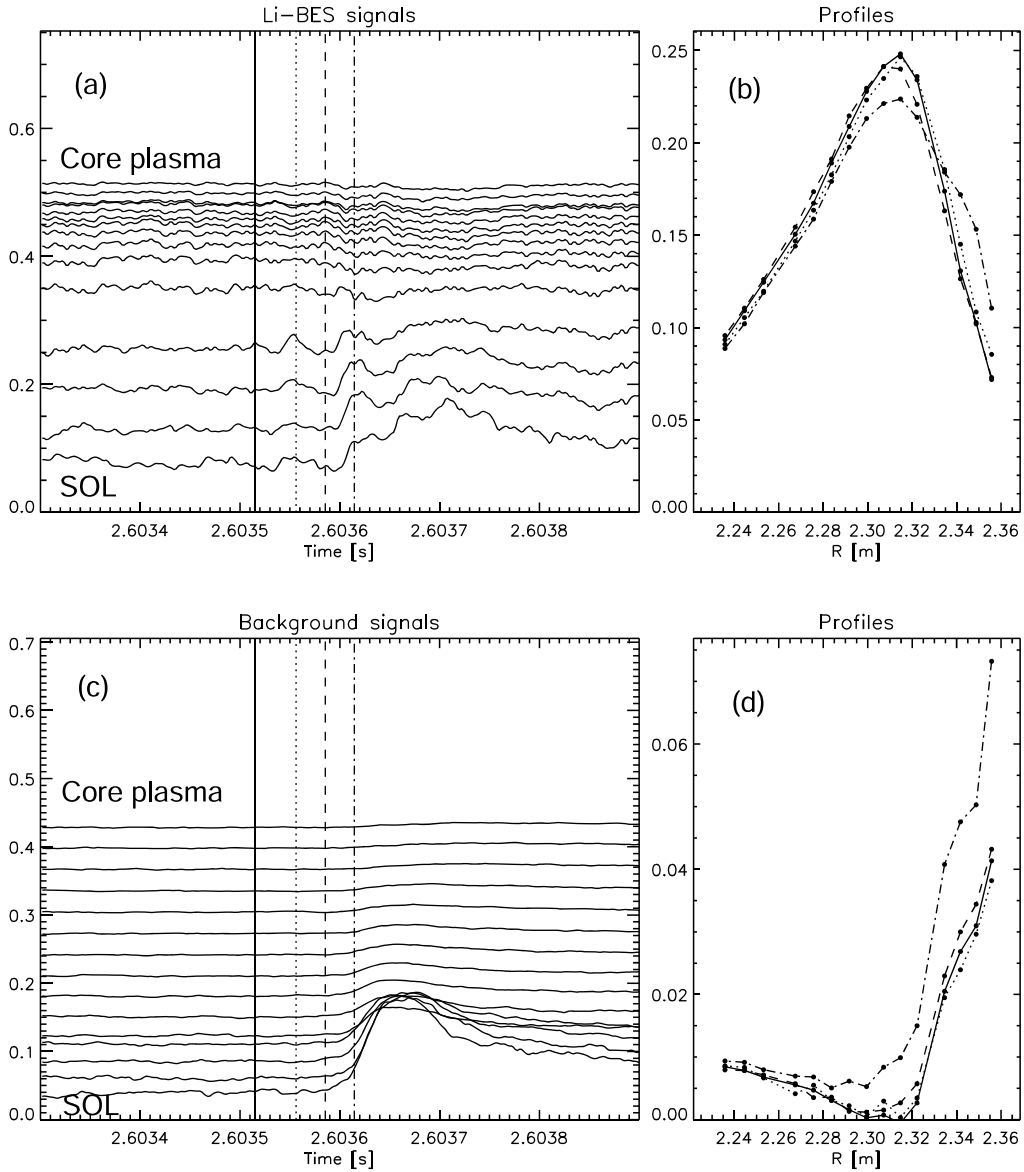 Li-BES signals
(a)
Core plasma
SOL
0.6
0.4
0.2
0.0
2.6034 2.6035 2.6036 2.6037 2.6038
Time [s]
Profiles
(b)
0.25
0.20
0.15
0.10
0.05
0.00
2.24 2.26 2.28 2.30 2.32 2.34 2.36
R [m]
Background signals
(c)
Core plasma
SOL
0.7
0.6
0.5
0.4
0.3
0.2
0.1
0.0
2.6034 2.6035 2.6036 2.6037 2.6038
Time [s]
Profiles
(d)
0.06
0.04
0.02
0.00
2.24 2.26 2.28 2.30 2.32 2.34 2.36
R [m]